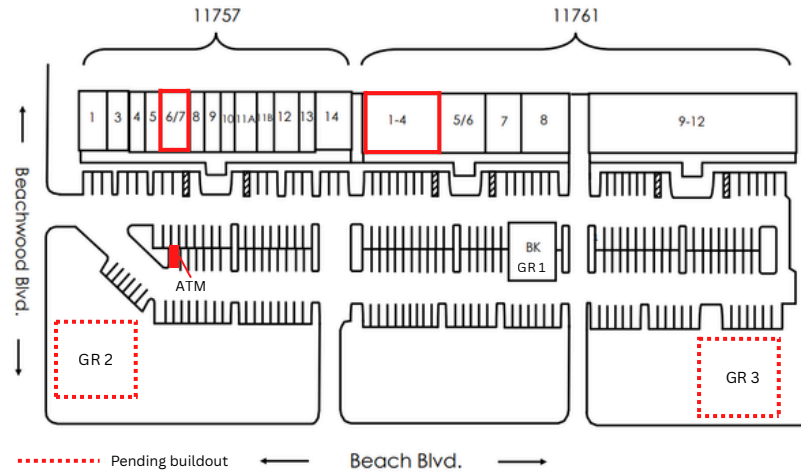 11757
11761
1
3
4
5
6/7
8
9
10
11A
11B
12
13
14
1-4
5/6
7
8
9-12
Beachwood Blvd.
BK
GR 1
ATM
GR 2
GR 3
Pending buildout
Beach Blvd.